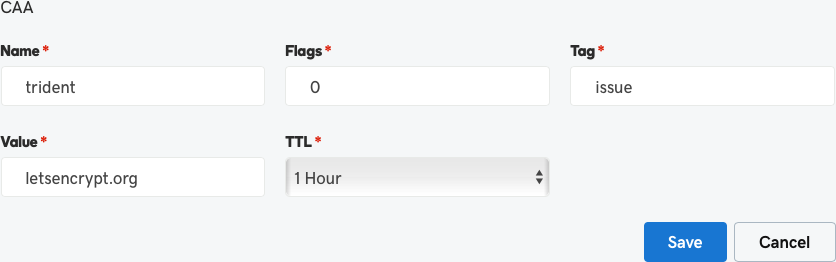 CAA
Name * Flags * Tag *
trident 0 issue
Value * TTL *
letsencrypt.org 1 Hour
Save Cancel